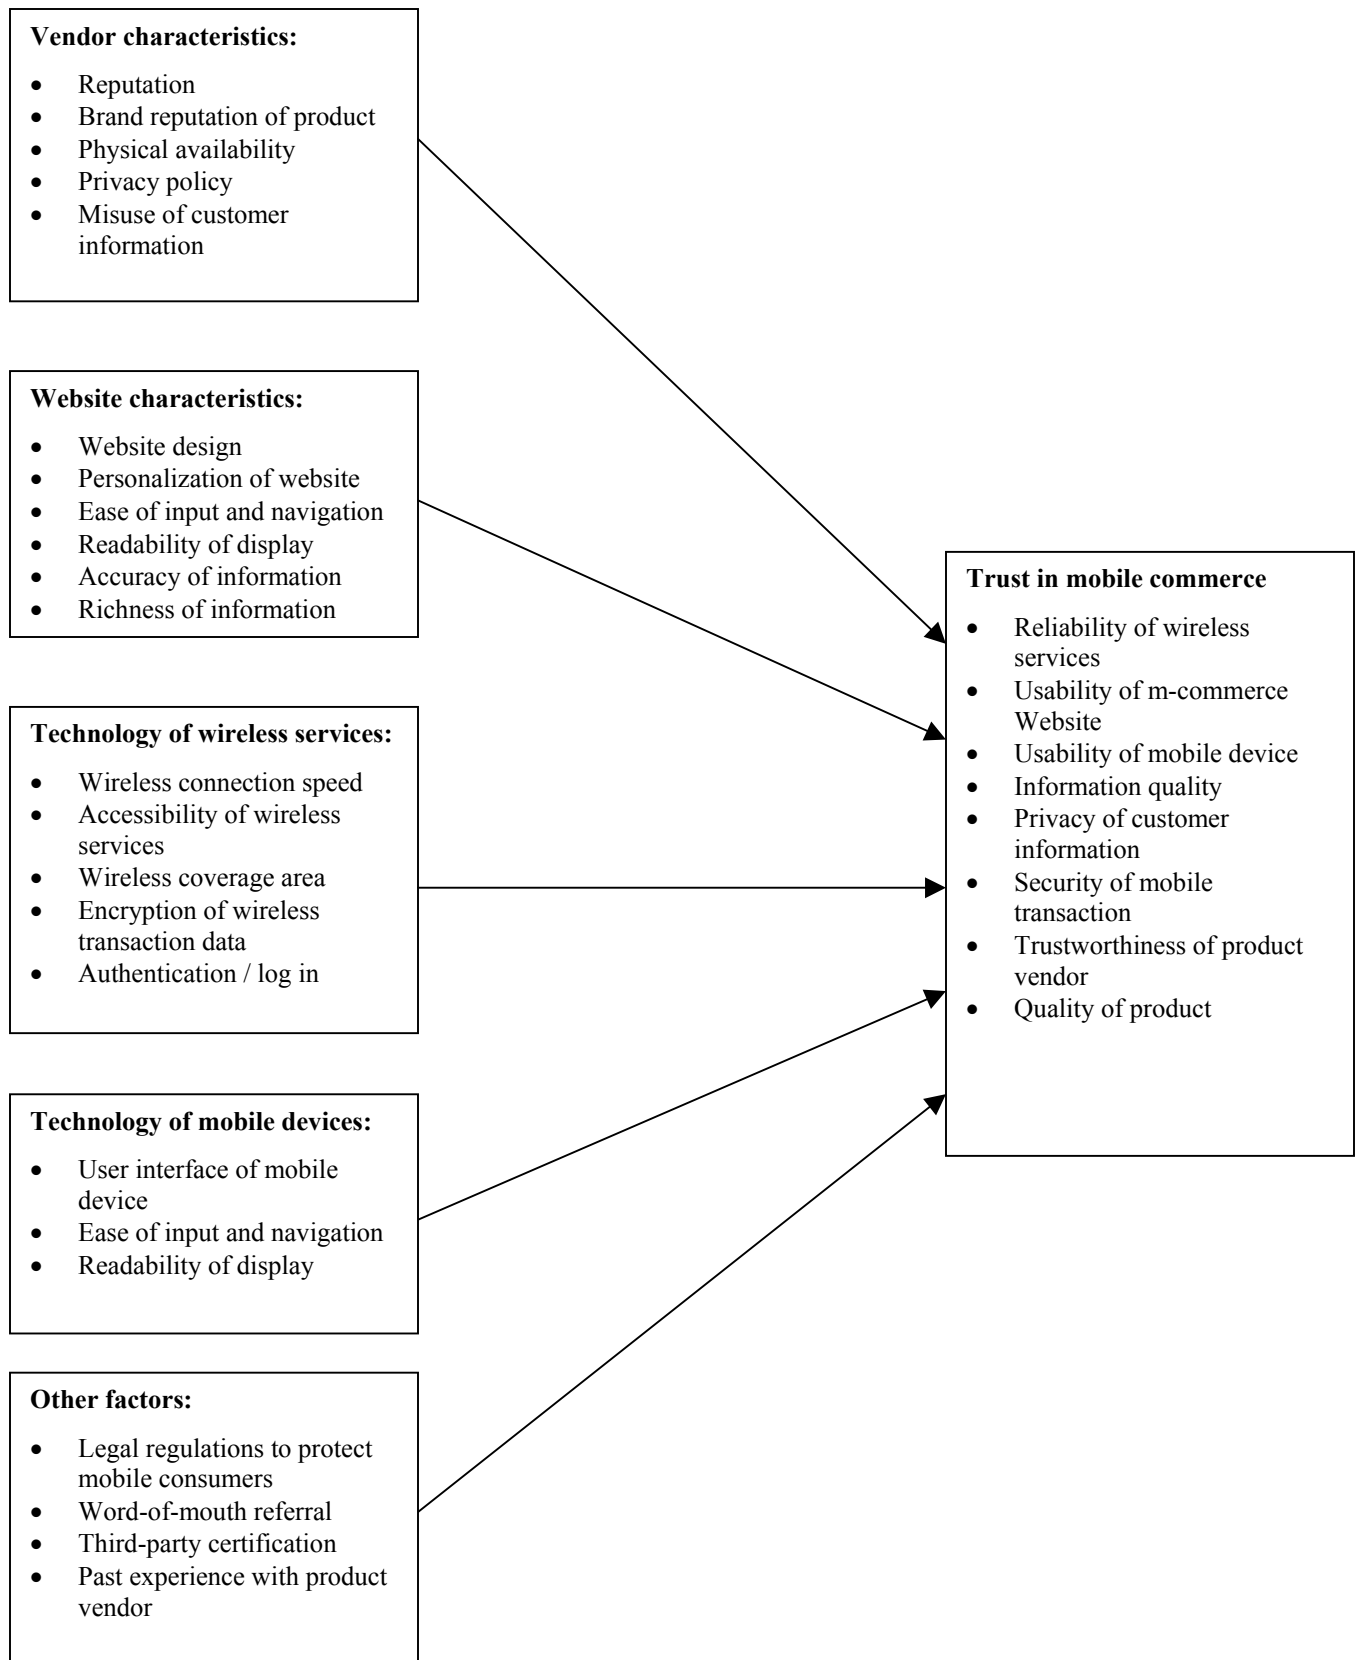 Vendor characteristics:
• Reputation
• Brand reputation of product
• Physical availability
• Privacy policy
• Misuse of customer
information
Website characteristics:
• Website design
• Personalization of website
• Ease of input and navigation
• Readability of display
• Accuracy of information
• Richness of information
Technology of wireless services:
• Wireless connection speed
• Accessibility of wireless
services
• Wireless coverage area
• Encryption of wireless
transaction data
• Authentication / log in
Technology of mobile devices:
• User interface of mobile
device
• Ease of input and navigation
• Readability of display
Other factors:
• Legal regulations to protect
mobile consumers
• Word-of-mouth referral
• Third-party certification
• Past experience with product
vendor
Trust in mobile commerce
• Reliability of wireless
services
• Usability of m-commerce
Website
• Usability of mobile device
• Information quality
• Privacy of customer
information
• Security of mobile
transaction
• Trustworthiness of product
vendor
• Quality of product